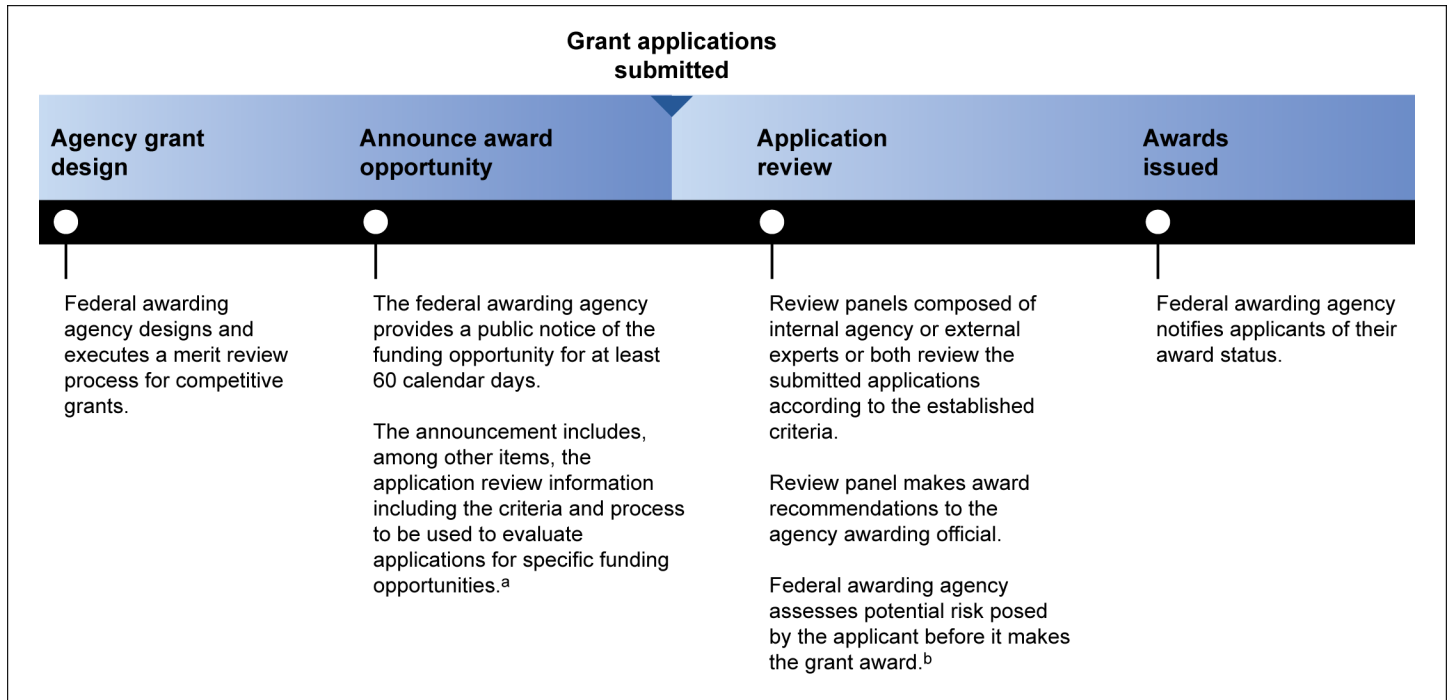 Grant applications
submitted
Agency grant
design
Announce award
opportunity
Application
review
Awards
issued
Federal awarding
agency designs and
executes a merit review
process for competitive
grants.
The federal awarding agency
provides a public notice of the
funding opportunity for at least
60 calendar days.
The announcement includes,
among other items, the
application review information
including the criteria and process
to be used to evaluate
applications for specific funding
opportunities.a
Review panels composed of
internal agency or external
experts or both review the
submitted applications
according to the established
criteria.
Review panel makes award
recommendations to the
agency awarding official.
Federal awarding agency
assesses potential risk posed
by the applicant before it makes
the grant award.b
Federal awarding agency
notifies applicants of their
award status.